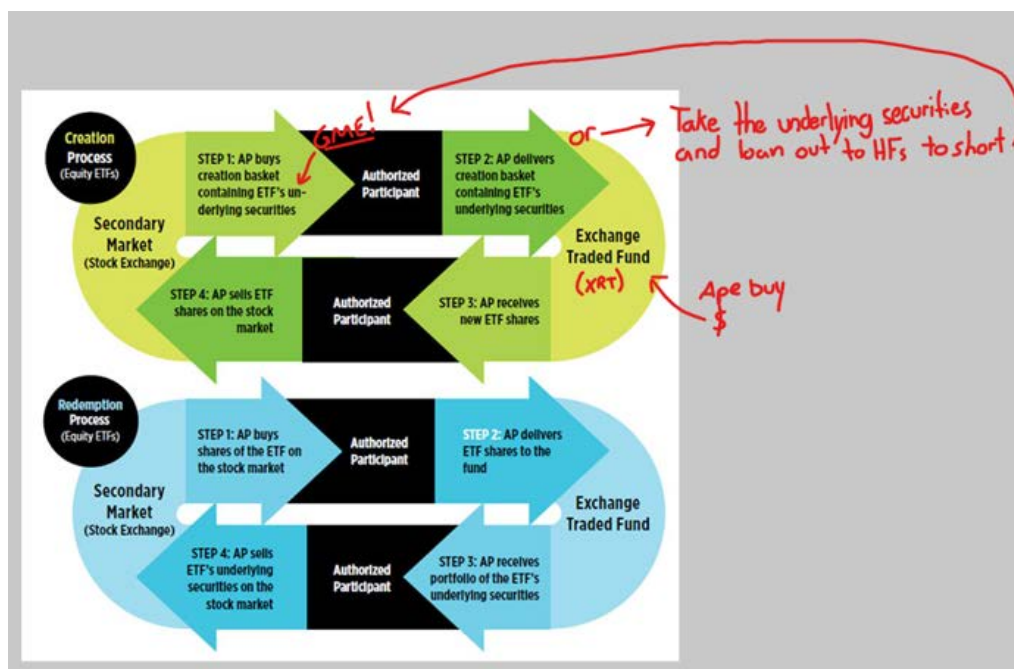 GME!
or → Take the underlying securities
and loan out to HFs to short
Creation
Process
(Equity ETFs)
STEP 1: AP buys
creation basket
containing ETF's un-
derlying securities
Authorized
Participant
STEP 2: AP delivers
creation basket
containing ETF's
underlying securities
Secondary
Market
(Stock Exchange)
Exchange
Traded Fund
(XRT)
Ape buy
$
STEP 4: AP sells ETF
shares on the stock
market
Authorized
Participant
STEP 3: AP receives
new ETF shares
Redemption
Process
(Equity ETFs)
STEP 1: AP buys
shares of the ETF on
the stock market
Authorized
Participant
STEP 2: AP delivers
ETF shares to the
fund
Secondary
Market
(Stock Exchange)
Exchange
Traded Fund
STEP 4: AP sells
ETF's underlying
securities on the
stock market
Authorized
Participant
STEP 3: AP receives
portfolio of the ETF's
underlying securities